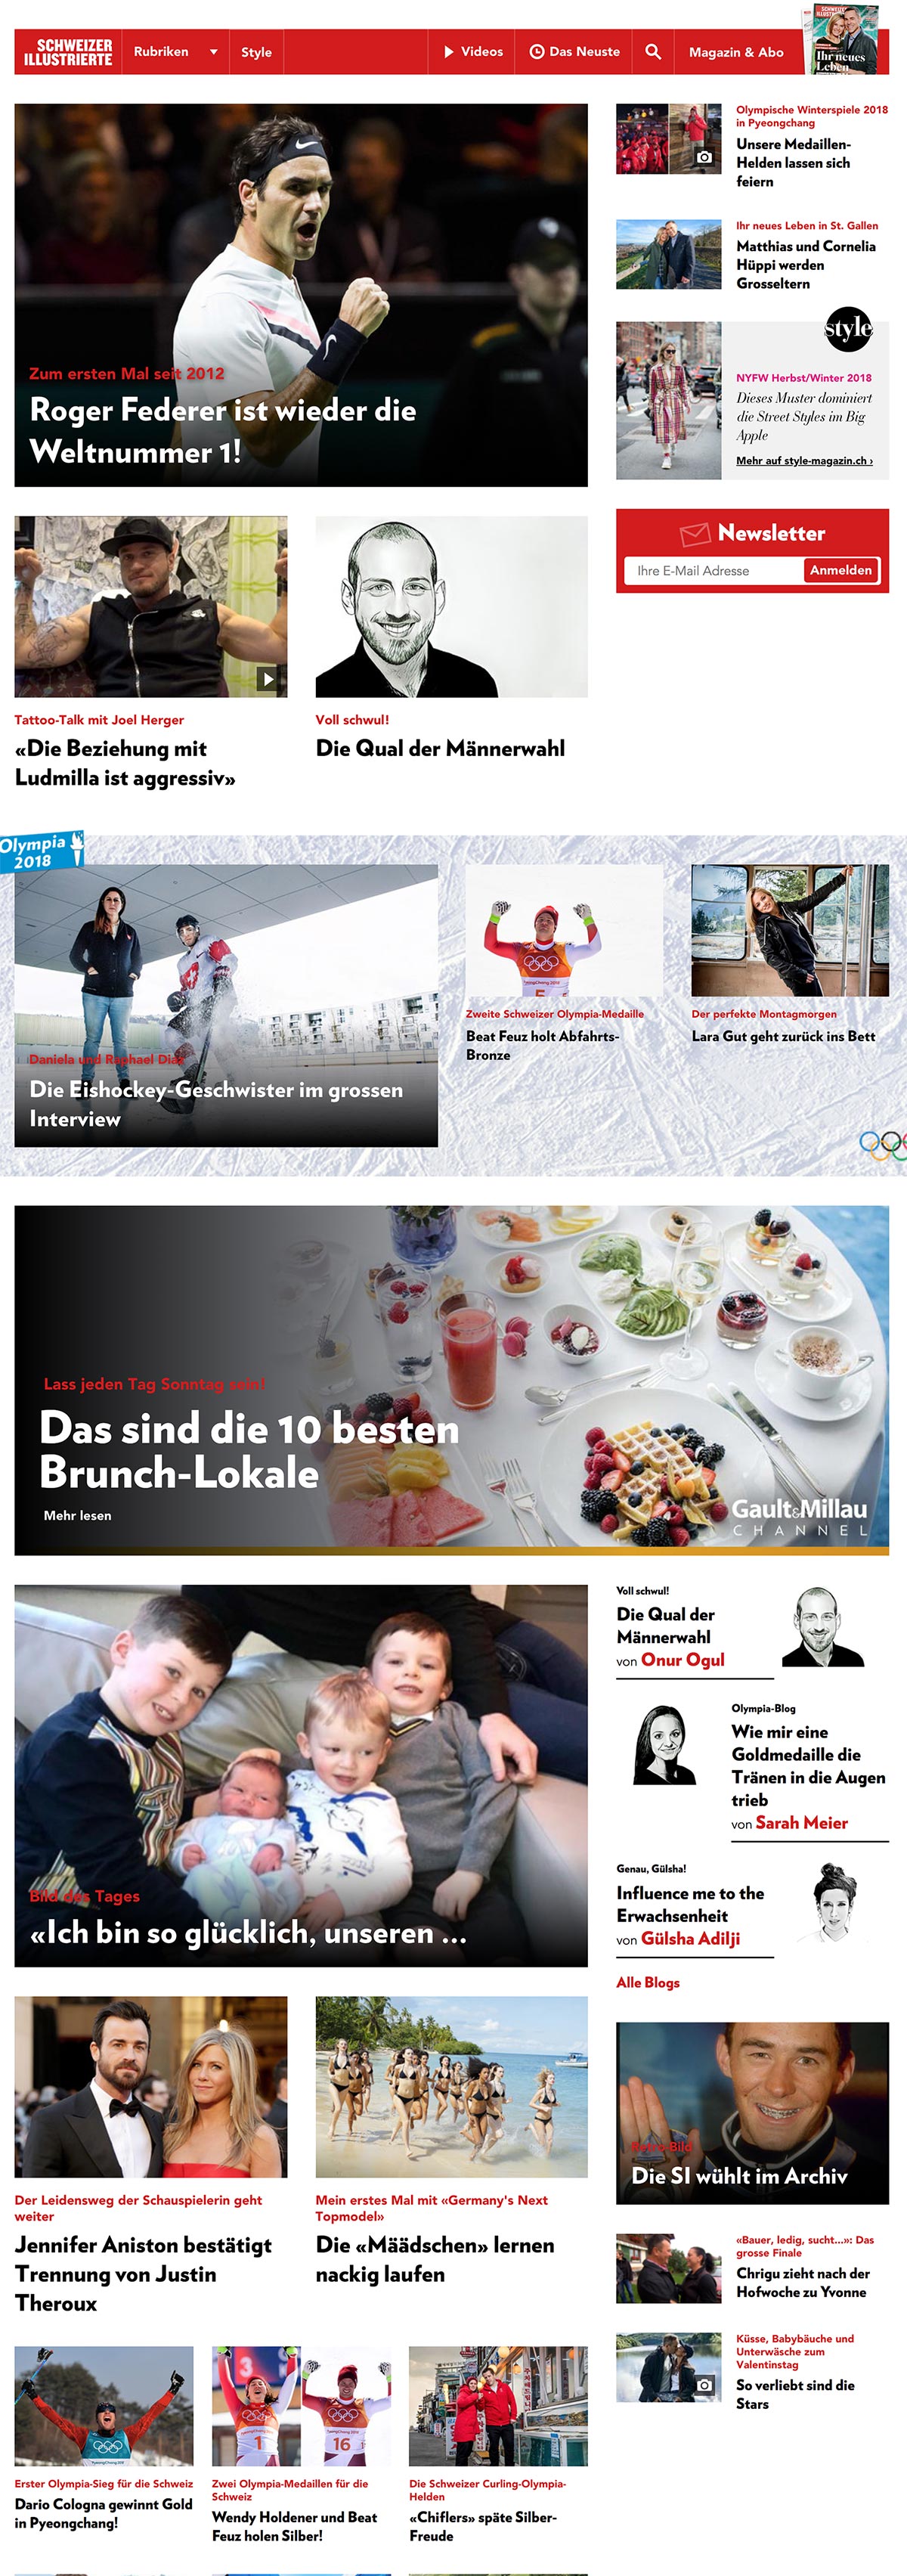 SCHWEIZER
ILLUSTRIERTE
Rubriken
Style
Videos
Das Neuste
Magazin & Abo
Ihr neues
Leben
Zum ersten Mal seit 2012
Roger Federer ist wieder die
Weltnummer 1!
Olympische Winterspiele 2018
in Pyeongchang
Unsere Medaillen-
Helden lassen sich
feiern
Ihr neues Leben in St. Gallen
Matthias und Cornelia
Hüppi werden
Grosseltern
style
NYFW Herbst/Winter 2018
Dieses Muster dominiert
die Street Styles im Big
Apple
Mehr auf style-magazin.ch ›
Newsletter
Ihre E-Mail Adresse
Anmelden
Tattoo-Talk mit Joel Herger
«Die Beziehung mit
Ludmilla ist aggressiv»
Voll schwul!
Die Qual der Männerwahl
Olympia
2018
Daniela und Raphael Diaz
Die Eishockey-Geschwister im grossen
Interview
5
Zweite Schweizer Olympia-Medaille
Beat Feuz holt Abfahrts-
Bronze
Der perfekte Montagmorgen
Lara Gut geht zurück ins Bett
Lass jeden Tag Sonntag sein!
Das sind die 10 besten
Brunch-Lokale
Mehr lesen
Gault&Millau
CHANNEL
Bild des Tages
«Ich bin so glücklich, unseren ...
Voll schwul!
Die Qual der
Männerwahl
von Onur Ogul
Olympia-Blog
Wie mir eine
Goldmedaille die
Tränen in die Augen
trieb
von Sarah Meier
Genau, Gülsha!
Influence me to the
Erwachsenheit
von Gülsha Adilji
Alle Blogs
Der Leidensweg der Schauspielerin geht
weiter
Jennifer Aniston bestätigt
Trennung von Justin
Theroux
Mein erstes Mal mit «Germany's Next
Topmodel»
Die «Määdschen» lernen
nackig laufen
Retro-Bild
Die SI wühlt im Archiv
«Bauer, ledig, sucht...»: Das
grosse Finale
Chrigu zieht nach der
Hofwoche zu Yvonne
Küsse, Babybäuche und
Unterwäsche zum
Valentinstag
So verliebt sind die
Stars
3
1
16
Erster Olympia-Sieg für die Schweiz
Dario Cologna gewinnt Gold
in Pyeongchang!
Zwei Olympia-Medaillen für die
Schweiz
Wendy Holdener und Beat
Feuz holen Silber!
Die Schweizer Curling-Olympia-
Helden
«Chiflers» späte Silber-
Freude